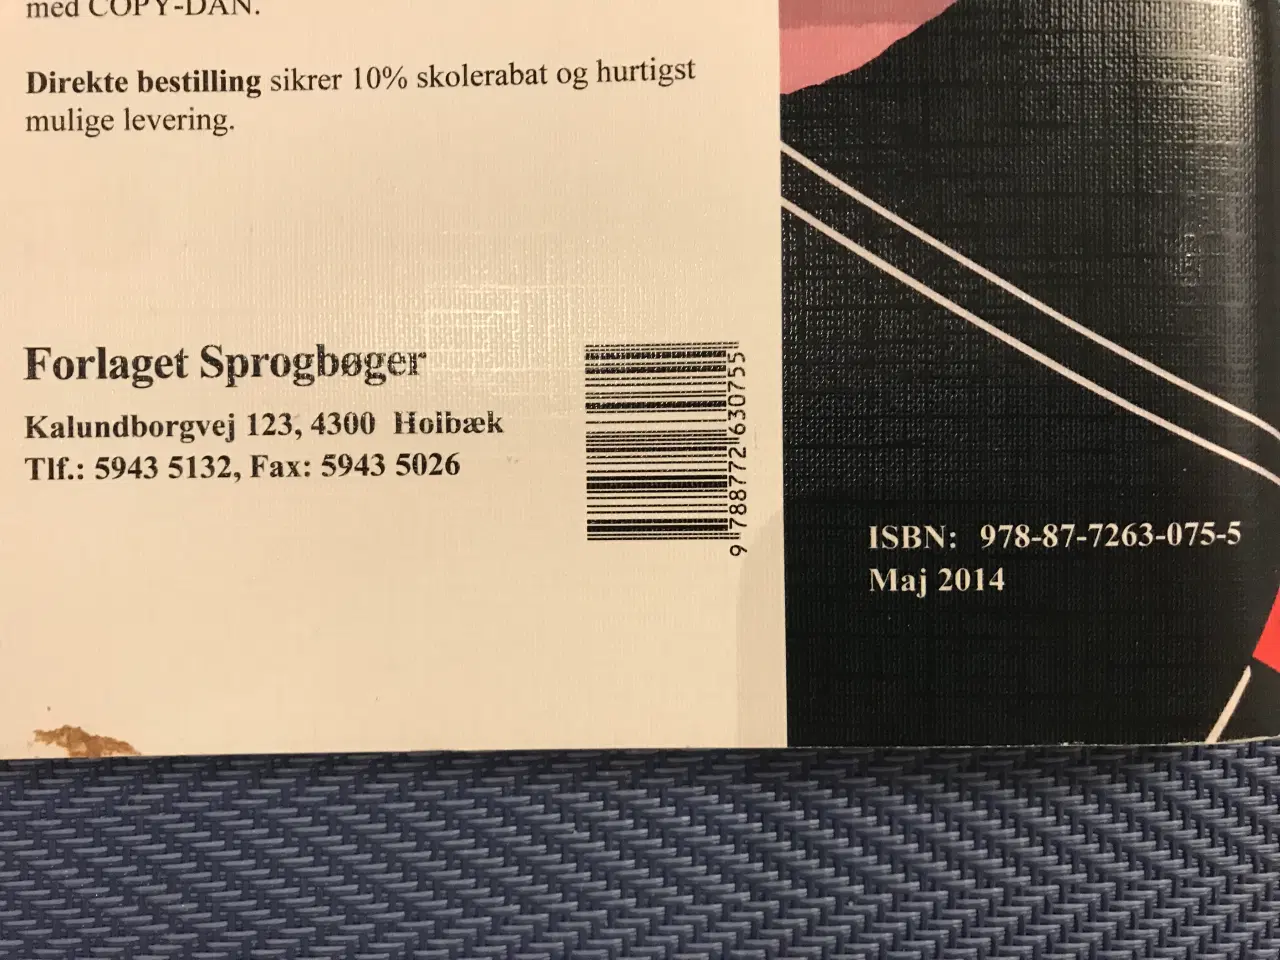 med COPY-DAN.
Direkte bestilling sikrer 10% skolerabat og hurtigst
mulige levering.
Forlaget Sprogbøger
Kalundborgvej 123, 4300 Holbæk
Tlf.: 5943 5132, Fax: 5943 5026
9 788772 630755
ISBN: 978-87-7263-075-5
Maj 2014